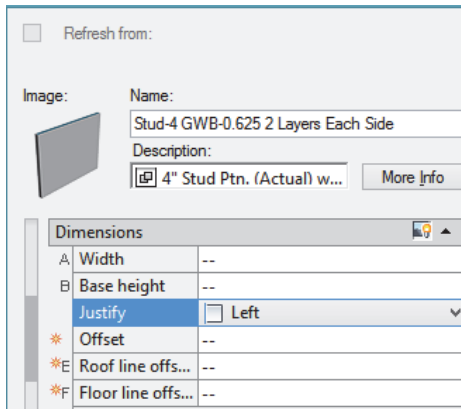 Refresh from:
Image: Name:
Stud-4 GWB-0.625 2 Layers Each Side
Description:
4" Stud Ptn. (Actual) w... More Info
Dimensions
A Width --
B Base height --
Justify Left
Offset --
E Roof line offs... --
F Floor line offs... --